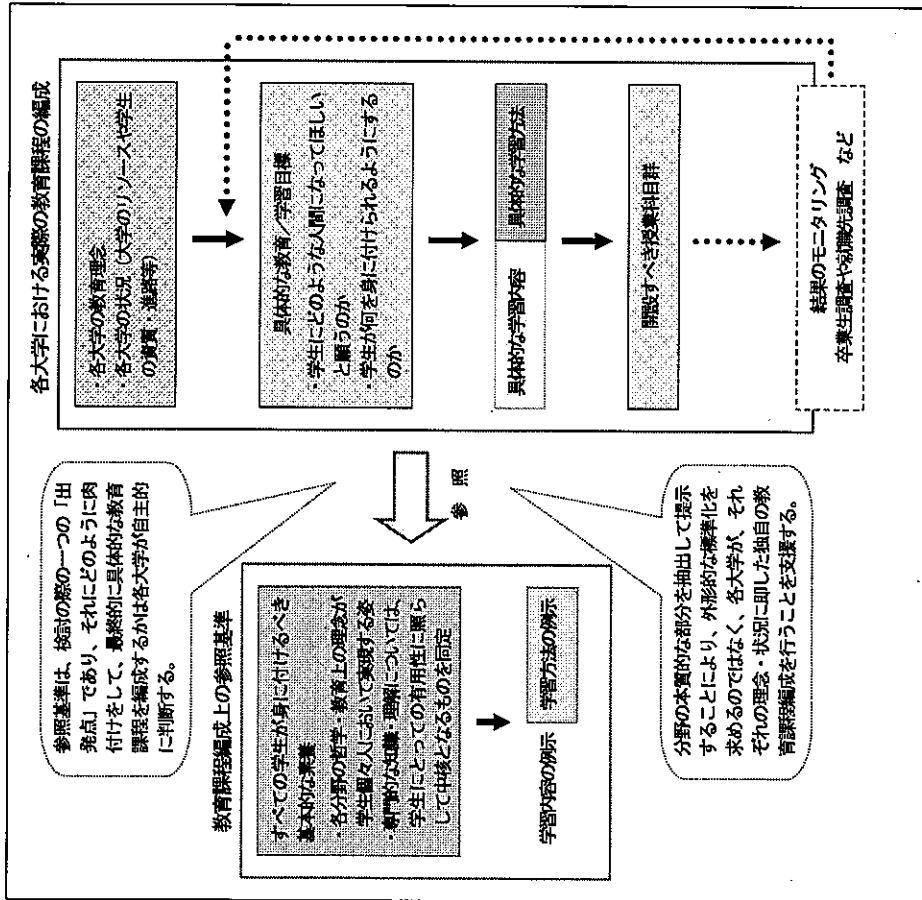 教育課程編成上の参照基準
すべての学生が身に付けるべき
基本的な素養
・各分野の哲学・教育上の理念が
学生個々人において実現する姿
・専門的な知識・理解については、
学生にとっての有用性に照ら
して中核となるものを同定
学習内容の例示
学習方法の例示
参照基準は、検討の際の一つの「出
発点」であり、それにどのように肉
付けをして、最終的に具体的な教育
課程を編成するかは各大学が自主的
に判断する。
参照
分野の本質的な部分を抽出して提示
することにより、外形的な標準化を
求めるのではなく、各大学が、それ
ぞれの理念・状況に即した独自の教
育課程編成を行うことを支援する。
各大学における実際の教育課程の編成
・各大学の教育理念
・各大学の状況（大学のリソースや学生
の資質・進路等）
具体的な教育／学習目標
・学生にどのような人間になってほしい
と願うのか
・学生が何を身に付けられるようにする
のか
具体的な学習内容
具体的な学習方法
開設すべき授業科目群
結果のモニタリング
卒業生調査や就職先調査 など